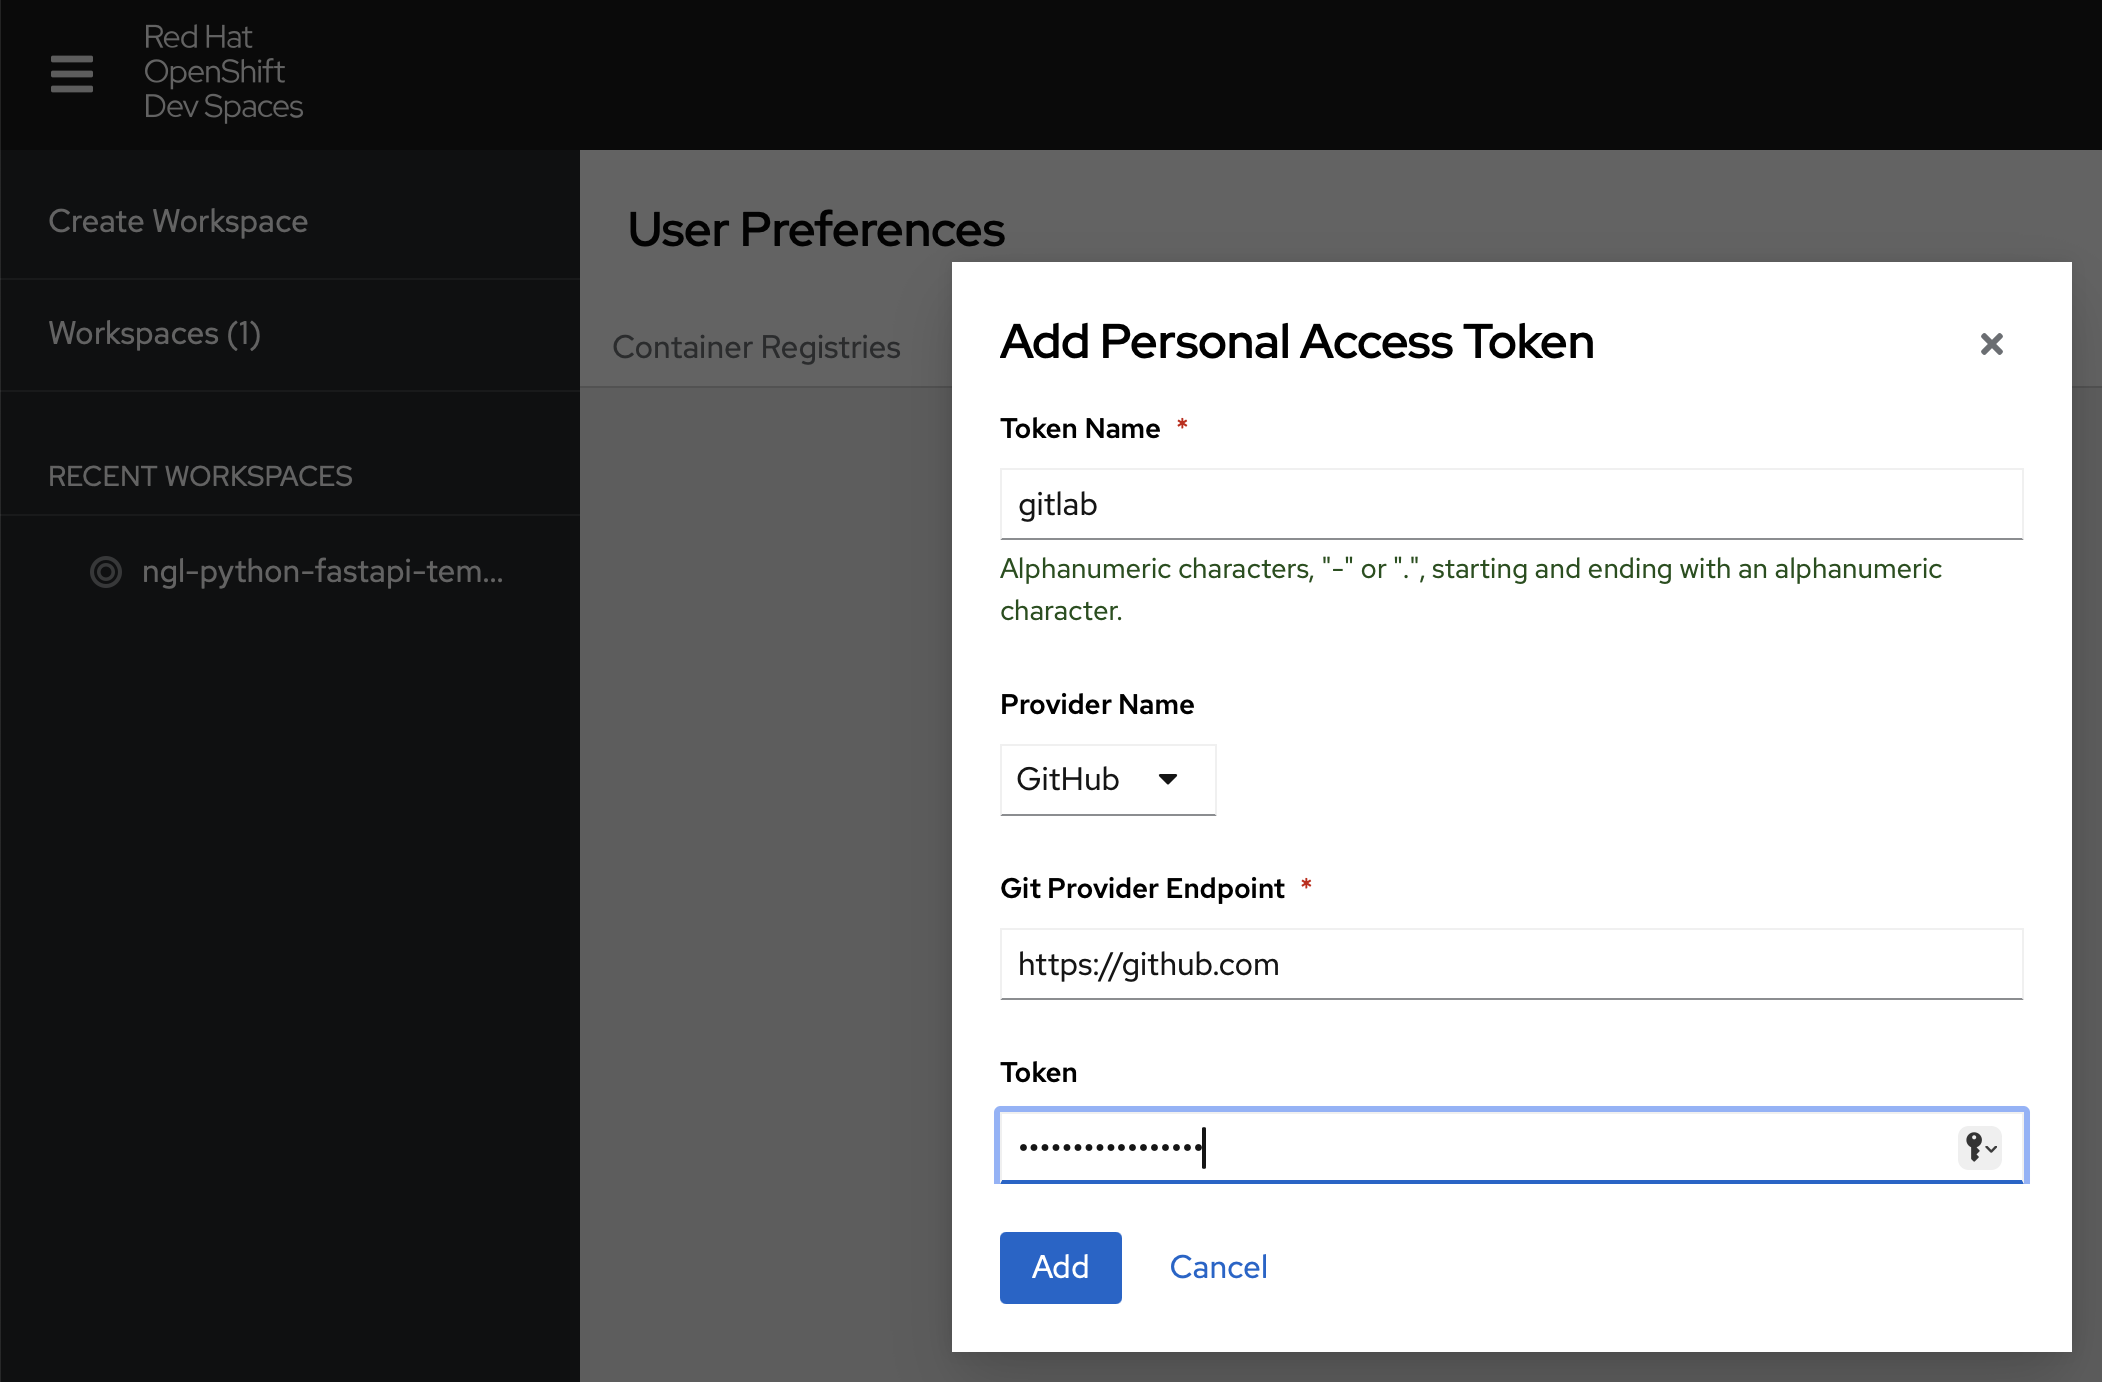 Red Hat
OpenShift
Dev Spaces
Create Workspace
Workspaces (1)
RECENT WORKSPACES
ngl-python-fastapi-tem...
User Preferences
Container Registries
Add Personal Access Token
Token Name *
gitlab
Alphanumeric characters, "-" or ".", starting and ending with an alphanumeric
character.
Provider Name
GitHub
Git Provider Endpoint *
https://github.com
Token
•••••••••••••••••
Add
Cancel